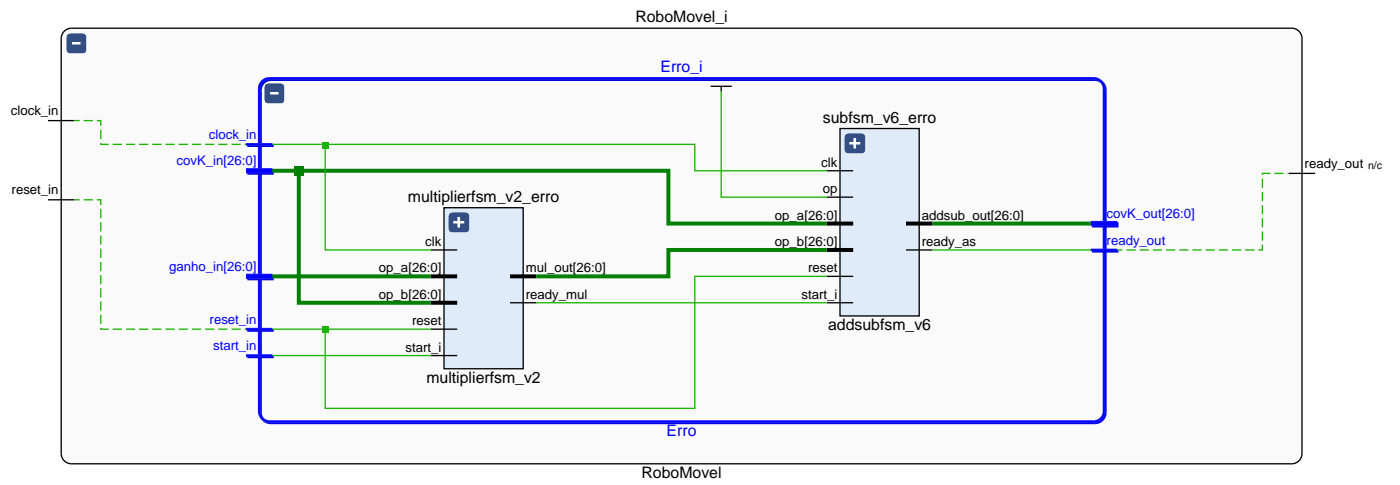 RoboMovel_i
Erro_i
clock_in
reset_in
clock_in
covK_in[26:0]
ganho_in[26:0]
reset_in
start_in
multiplierfsm_v2_erro
clk
op_a[26:0]
op_b[26:0]
reset
start_i
mul_out[26:0]
ready_mul
multiplierfsm_v2
subfsm_v6_erro
clk
op
op_a[26:0]
op_b[26:0]
reset
start_i
addsub_out[26:0]
ready_as
addsubfsm_v6
covK_out[26:0]
ready_out
ready_out n/c
Erro
RoboMovel